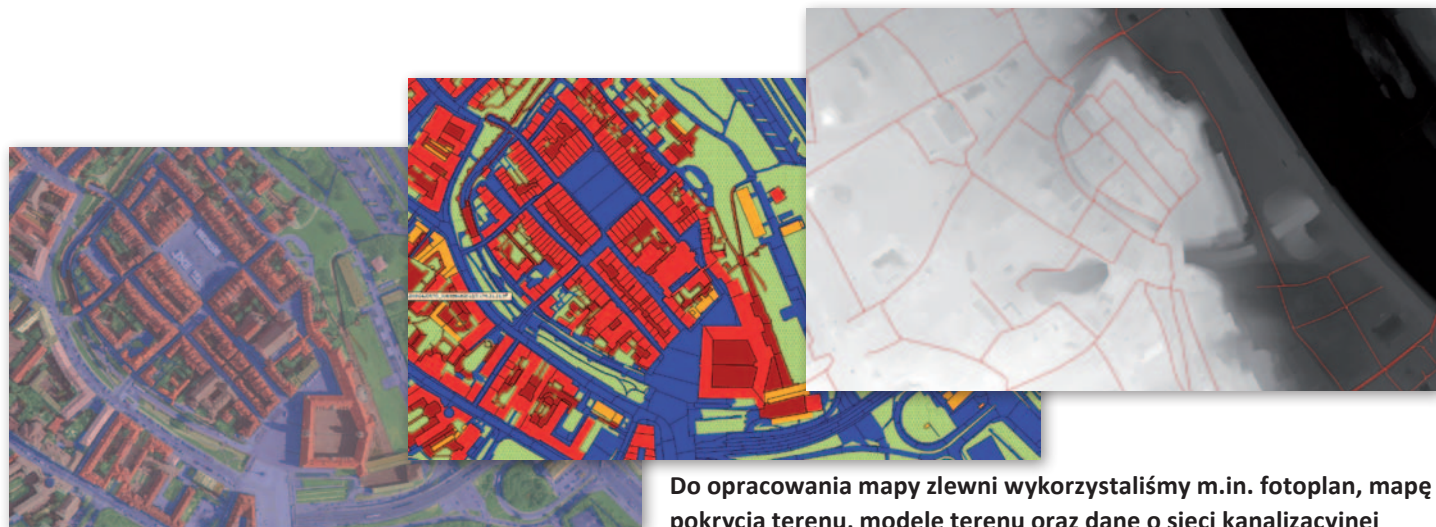 Do opracowania mapy zlewni wykorzystaliśmy m.in. fotoplan, mapę
pokrycia terenu, modele terenu oraz dane o sieci kanalizacyjnej